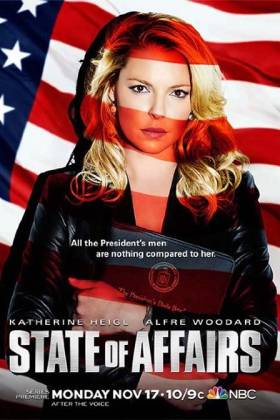 All the President's men
are nothing compared to her.
The President's Daily Brief
KATHERINE HEIGL ALFRE WOODARD
STATE OF AFFAIRS
SERIES
PREMIERE MONDAY NOV 17 • 10/9c NBC
AFTER THE VOICE